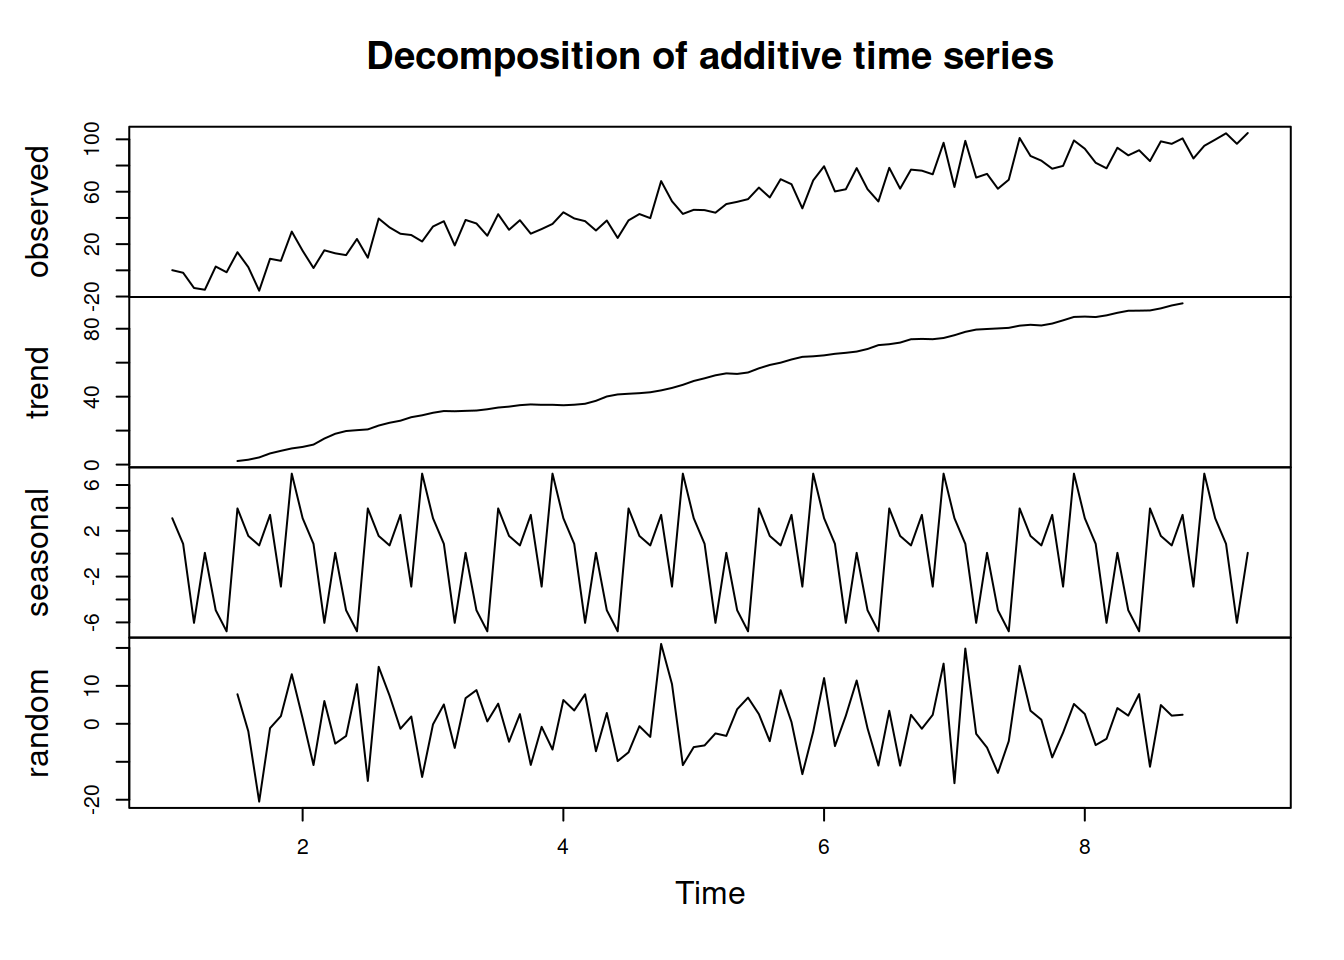 Decomposition of additive time series
observed
-20 20 60 100
trend
0 40 80
seasonal
-6 -2 2 6
random
-20 0 10
2 4 6 8
Time